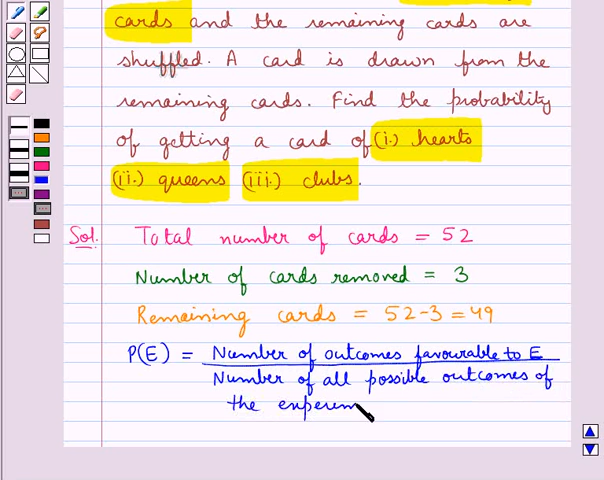 cards and the remaining cards are
shuffled. A card is drawn from the
remaining cards. Find the probability
of getting a card of (i.) hearts
(ii.) queens (iii.) clubs.
Sol. Total number of cards = 52
Number of cards removed = 3
Remaining cards = 52-3=49
P(E) = Number of outcomes favourable to E
Number of all possible outcomes of
the experem